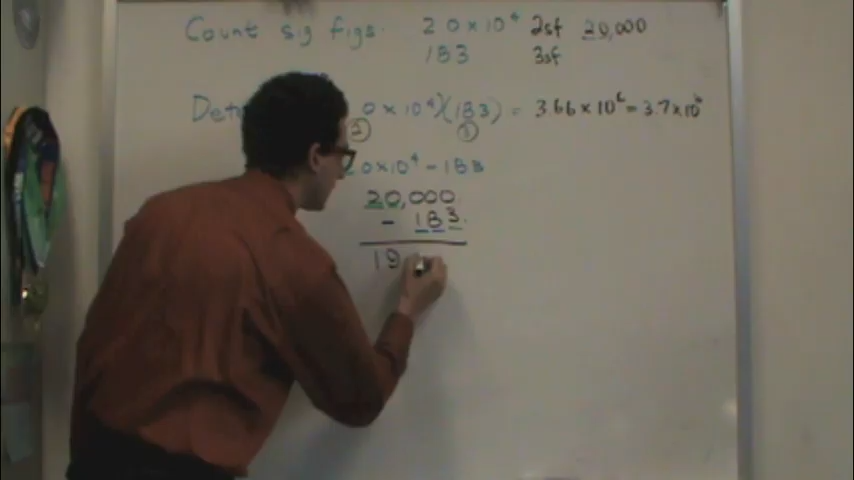 Count sig figs. 2.0 × 10⁴ 2sf 20,000
183 3sf
0 × 10⁴)(183) = 3.66 × 10⁶ = 3.7 × 10⁶
2 3
2.0 × 10⁴ − 183
20,000
− 183.
19